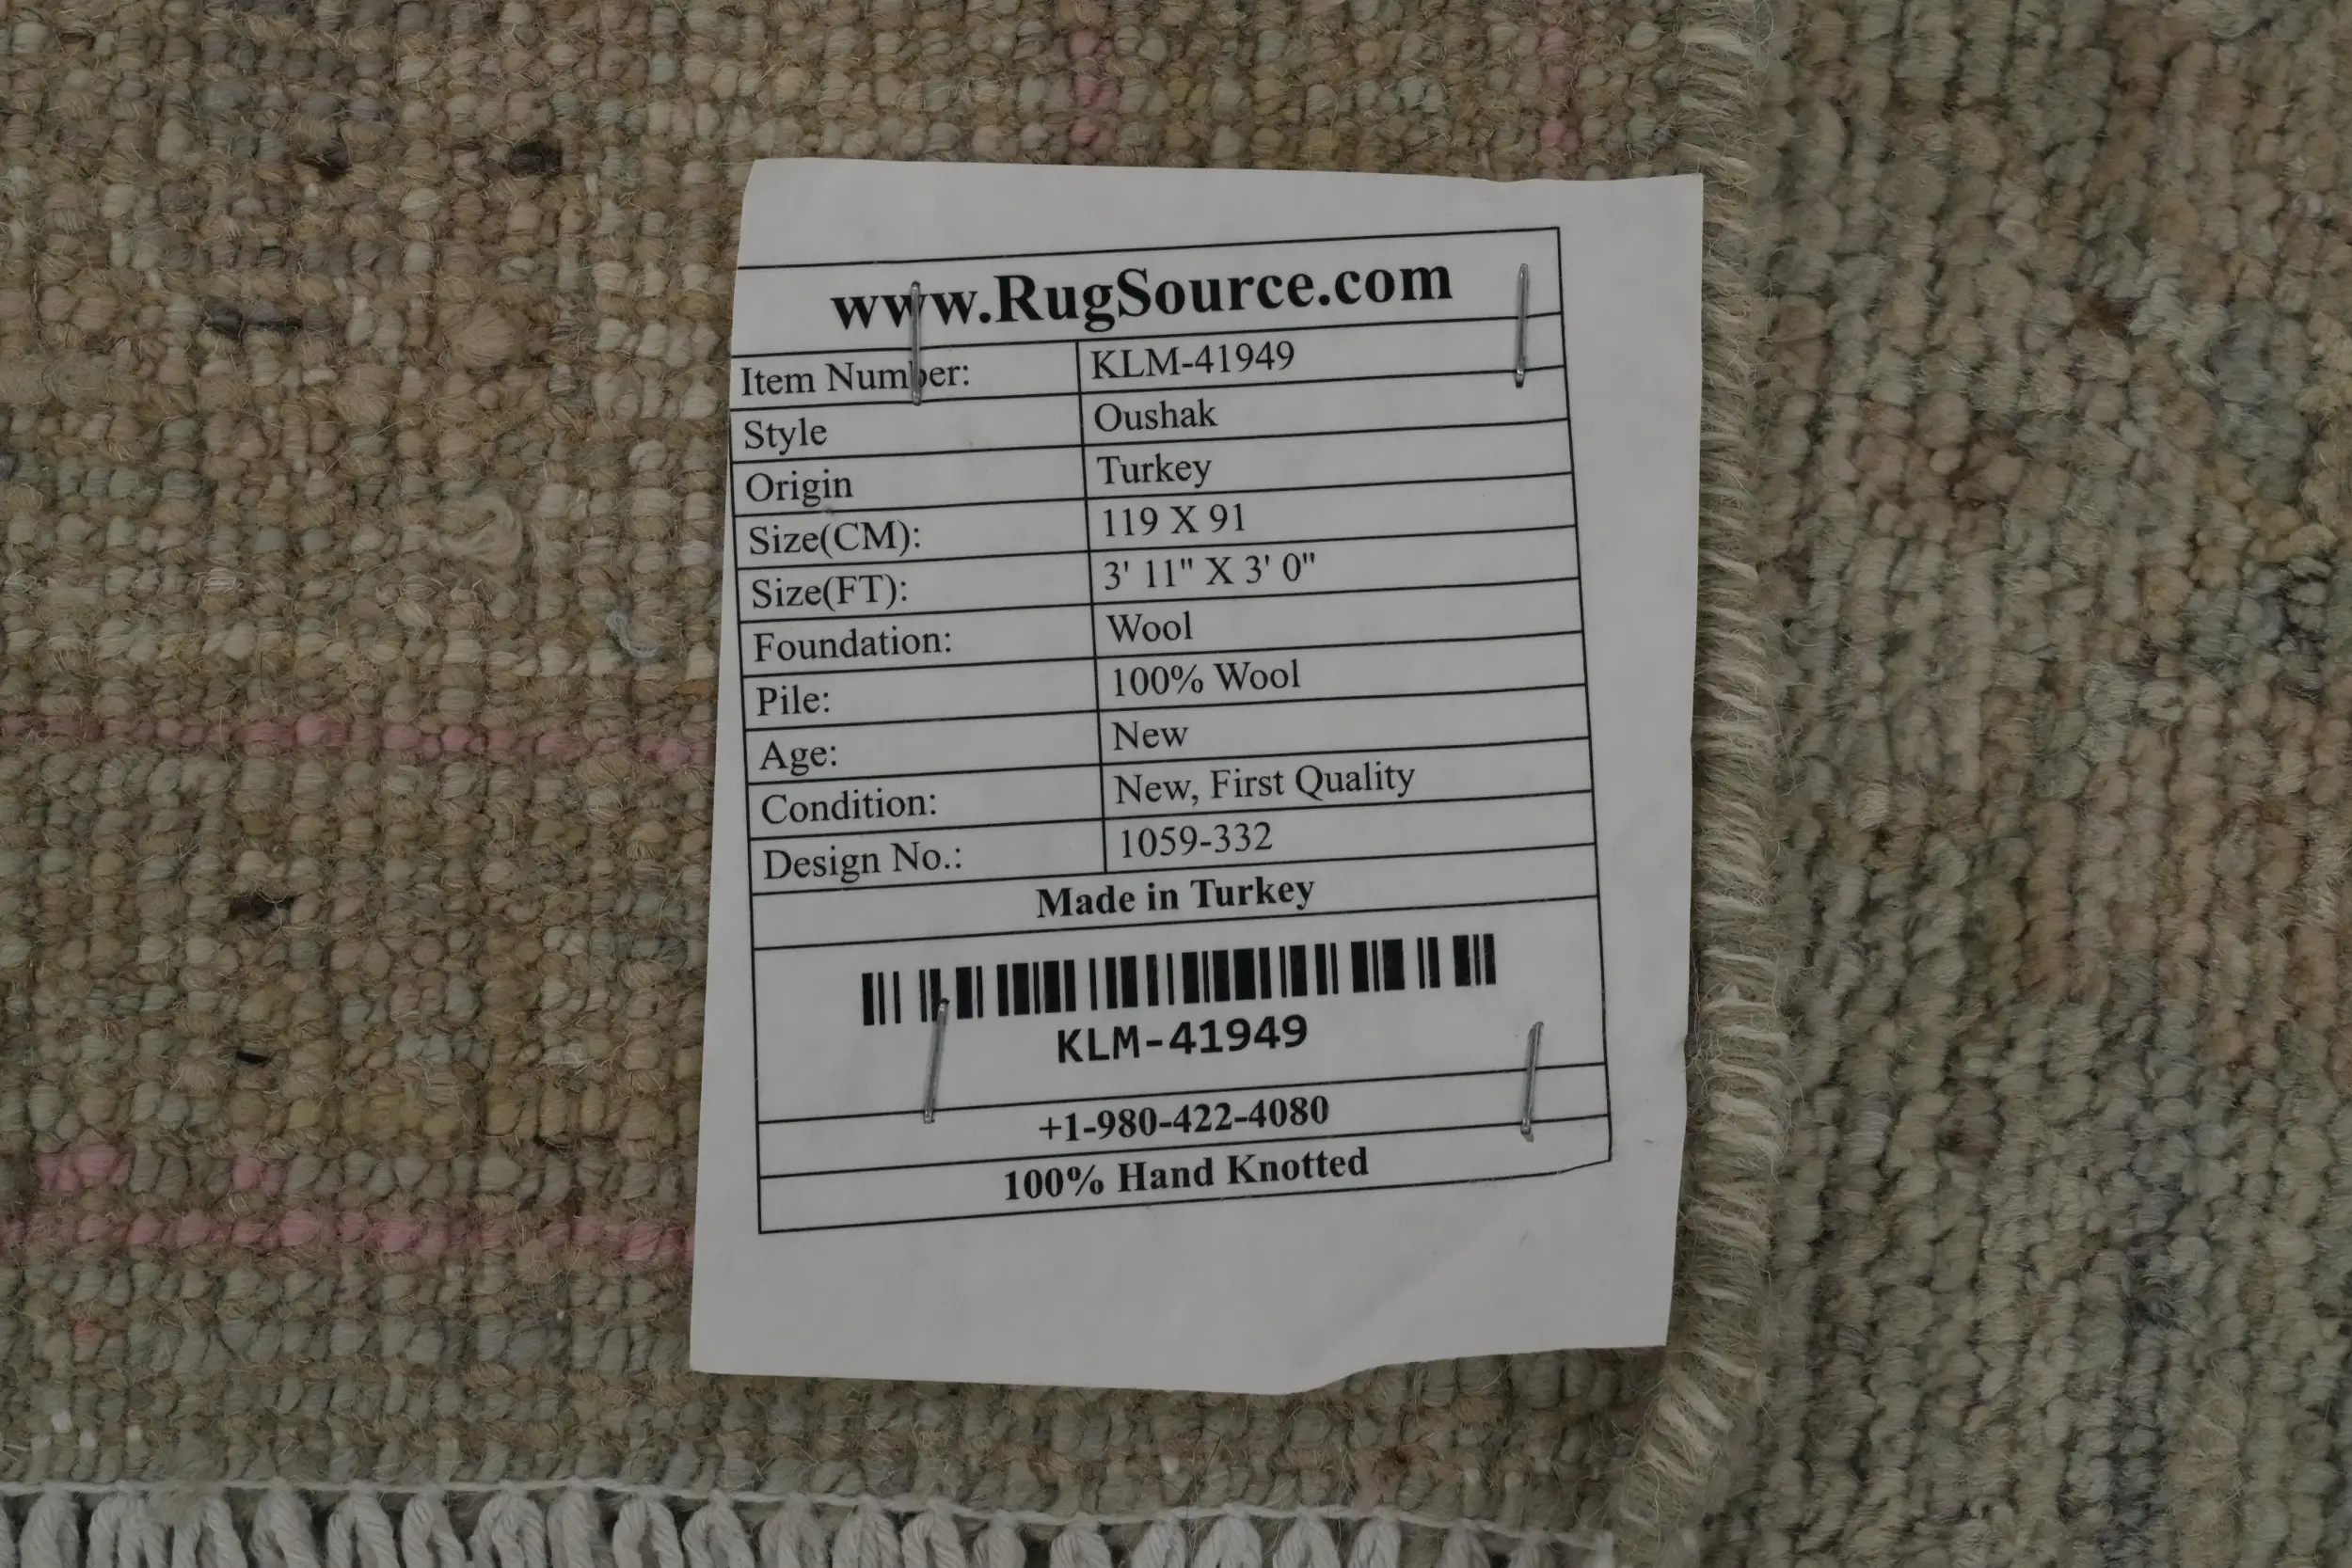 www.RugSource.com
Item Number: KLM-41949
Style Oushak
Origin Turkey
Size(CM): 119 X 91
Size(FT): 3' 11" X 3' 0"
Foundation: Wool
Pile: 100% Wool
Age: New
Condition: New, First Quality
Design No.: 1059-332
Made in Turkey
KLM-41949
+1-980-422-4080
100% Hand Knotted